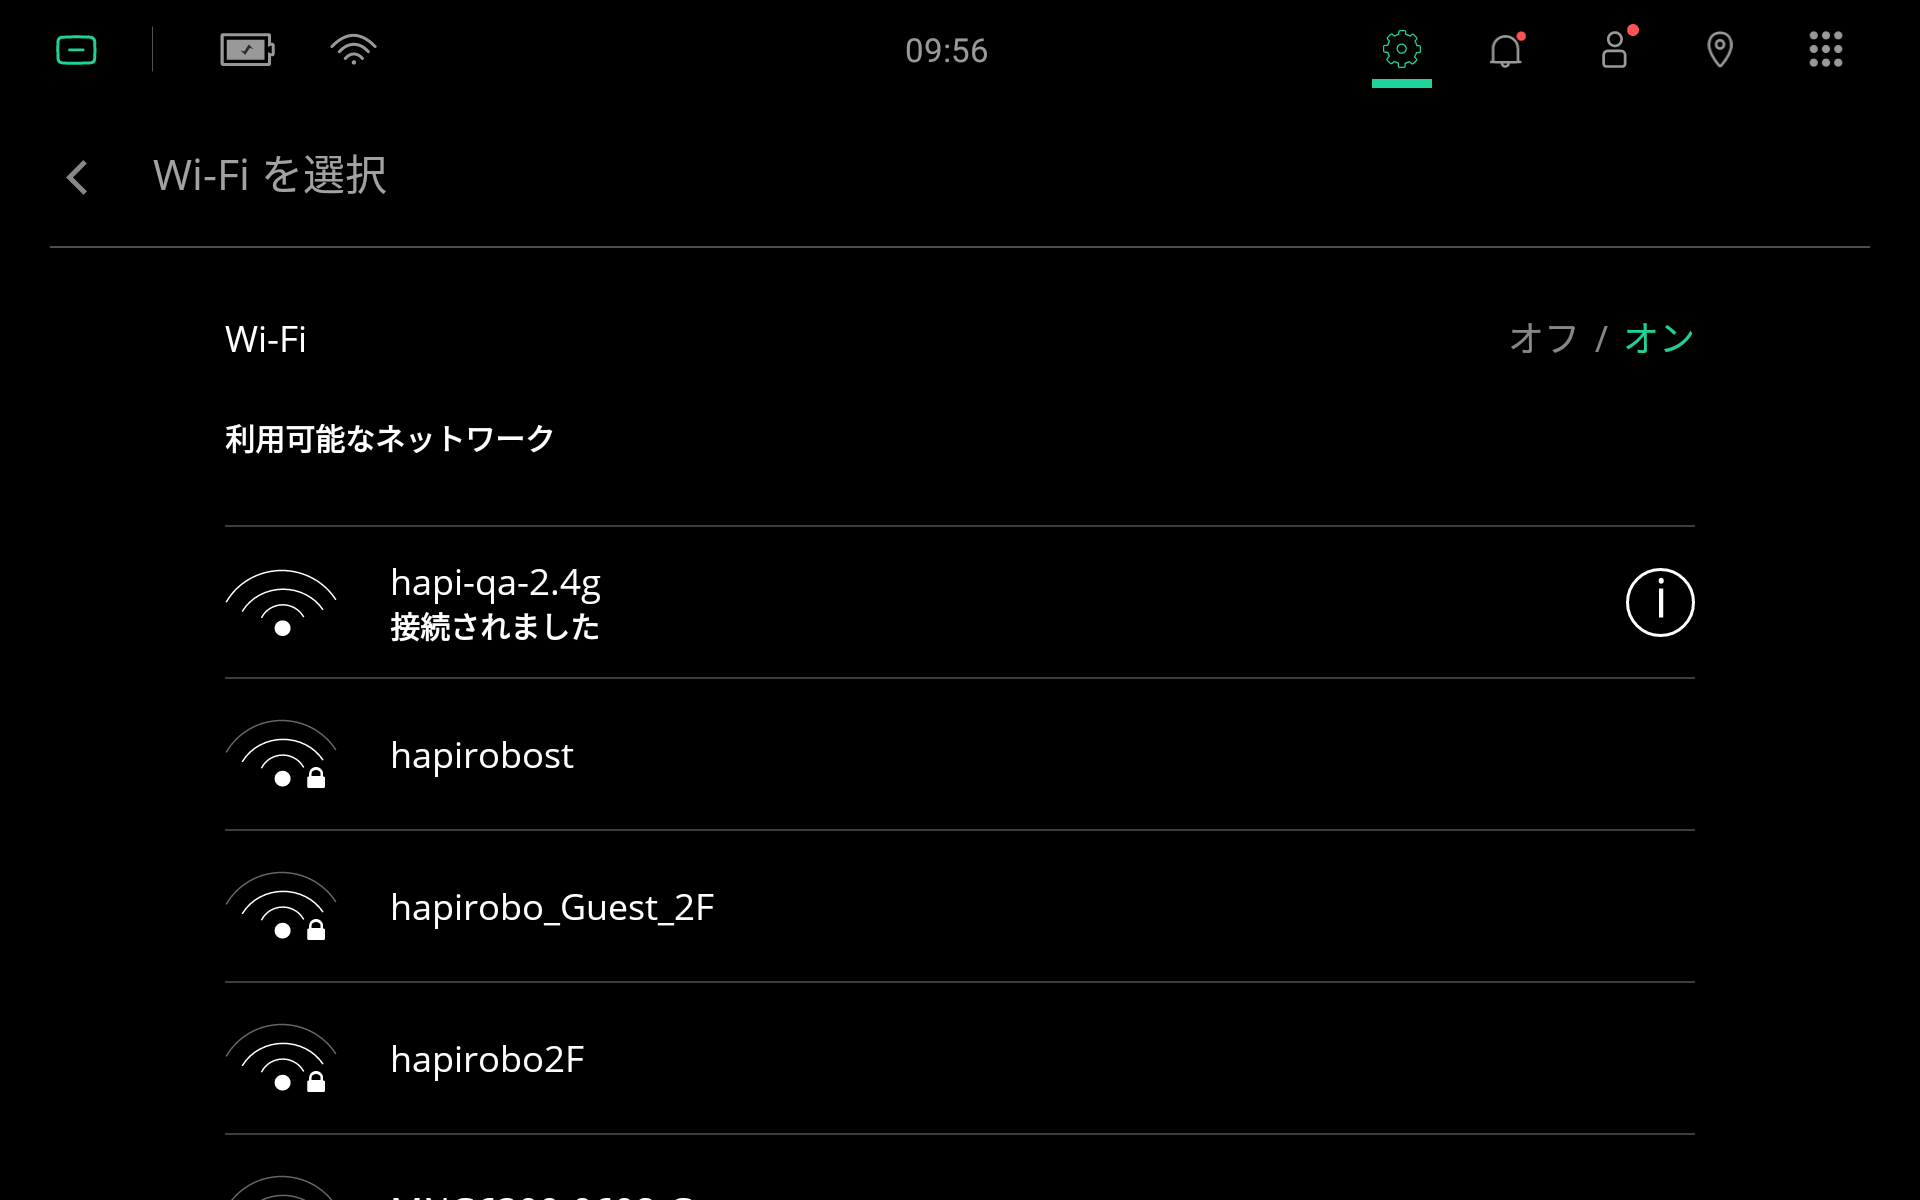 09:56
Wi-Fi を選択
Wi-Fi
オフ / オン
利用可能なネットワーク
hapi-qa-2.4g
接続されました
hapirobost
hapirobo_Guest_2F
hapirobo2F